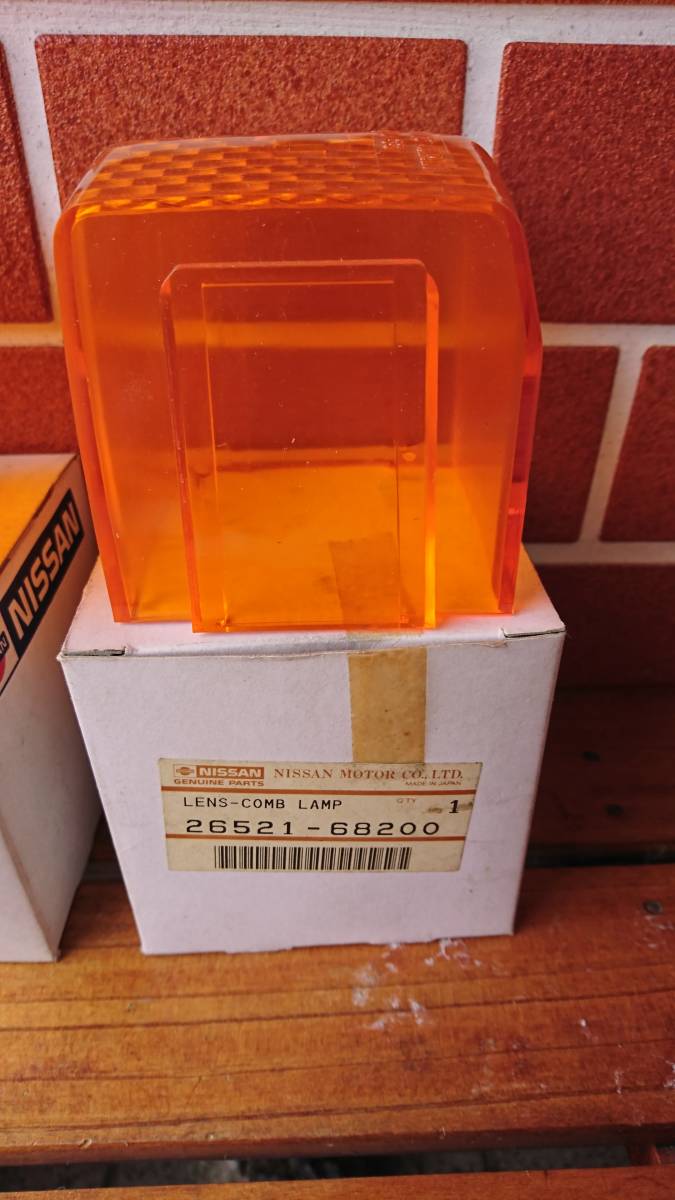 NISSAN
NISSAN NISSAN MOTOR CO., LTD.
GENUINE PARTS MADE IN JAPAN
LENS-COMB LAMP QTY 1
26521-68200